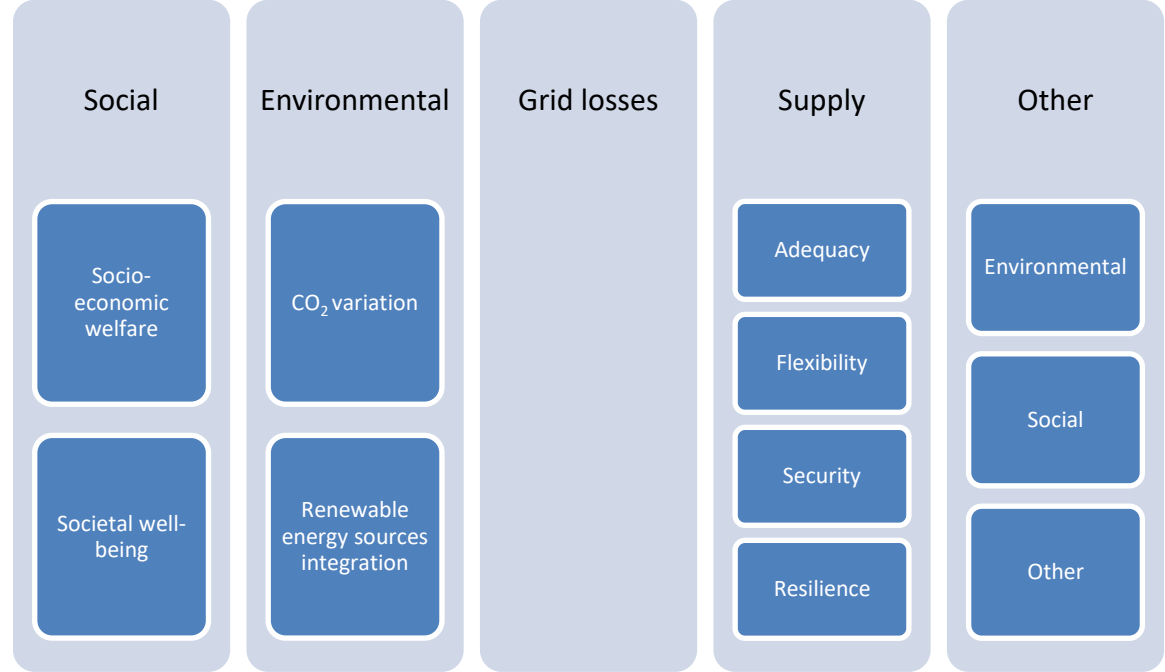 Social
Socio-
economic
welfare
Societal well-
being
Environmental
CO₂ variation
Renewable
energy sources
integration
Grid losses
Supply
Adequacy
Flexibility
Security
Resilience
Other
Environmental
Social
Other